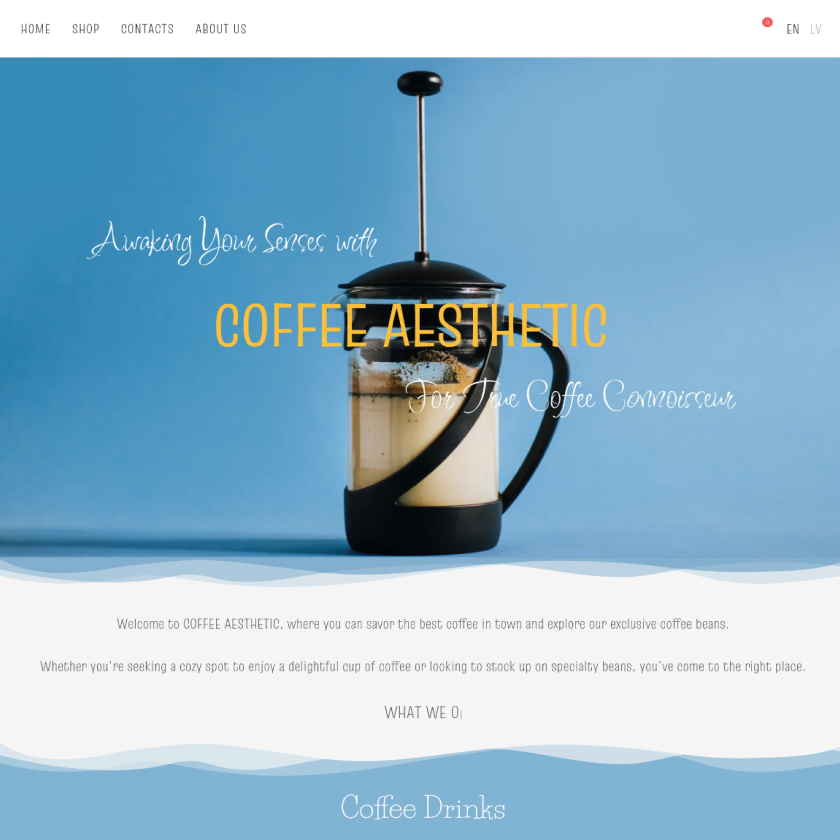 HOME SHOP CONTACTS ABOUT US EN LV
Awaking Your Senses with
COFFEE AESTHETIC
For True Coffee Connoisseur
Welcome to COFFEE AESTHETIC, where you can savor the best coffee in town and explore our exclusive coffee beans.
Whether you're seeking a cozy spot to enjoy a delightful cup of coffee or looking to stock up on specialty beans, you've come to the right place.
WHAT WE O
Coffee Drinks